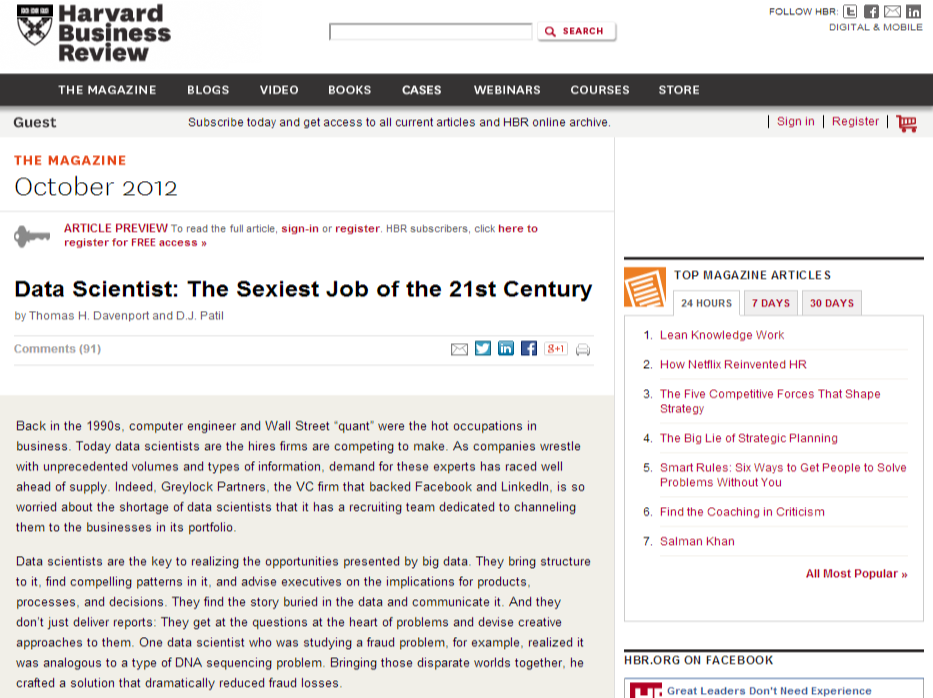 Harvard
Business
Review
SEARCH
FOLLOW HBR:
DIGITAL & MOBILE
THE MAGAZINE BLOGS VIDEO BOOKS CASES WEBINARS COURSES STORE
Guest
Subscribe today and get access to all current articles and HBR online archive.
| Sign in | Register |
THE MAGAZINE
October 2012
ARTICLE PREVIEW To read the full article, sign-in or register. HBR subscribers, click here to
register for FREE access »
Data Scientist: The Sexiest Job of the 21st Century
by Thomas H. Davenport and D.J. Patil
Comments (91)
g+1
Back in the 1990s, computer engineer and Wall Street “quant” were the hot occupations in
business. Today data scientists are the hires firms are competing to make. As companies wrestle
with unprecedented volumes and types of information, demand for these experts has raced well
ahead of supply. Indeed, Greylock Partners, the VC firm that backed Facebook and LinkedIn, is so
worried about the shortage of data scientists that it has a recruiting team dedicated to channeling
them to the businesses in its portfolio.
Data scientists are the key to realizing the opportunities presented by big data. They bring structure
to it, find compelling patterns in it, and advise executives on the implications for products,
processes, and decisions. They find the story buried in the data and communicate it. And they
don’t just deliver reports: They get at the questions at the heart of problems and devise creative
approaches to them. One data scientist who was studying a fraud problem, for example, realized it
was analogous to a type of DNA sequencing problem. Bringing those disparate worlds together, he
crafted a solution that dramatically reduced fraud losses.
TOP MAGAZINE ARTICLES
24 HOURS 7 DAYS 30 DAYS
1. Lean Knowledge Work
2. How Netflix Reinvented HR
3. The Five Competitive Forces That Shape
Strategy
4. The Big Lie of Strategic Planning
5. Smart Rules: Six Ways to Get People to Solve
Problems Without You
6. Find the Coaching in Criticism
7. Salman Khan
All Most Popular »
HBR.ORG ON FACEBOOK
Great Leaders Don't Need Experience